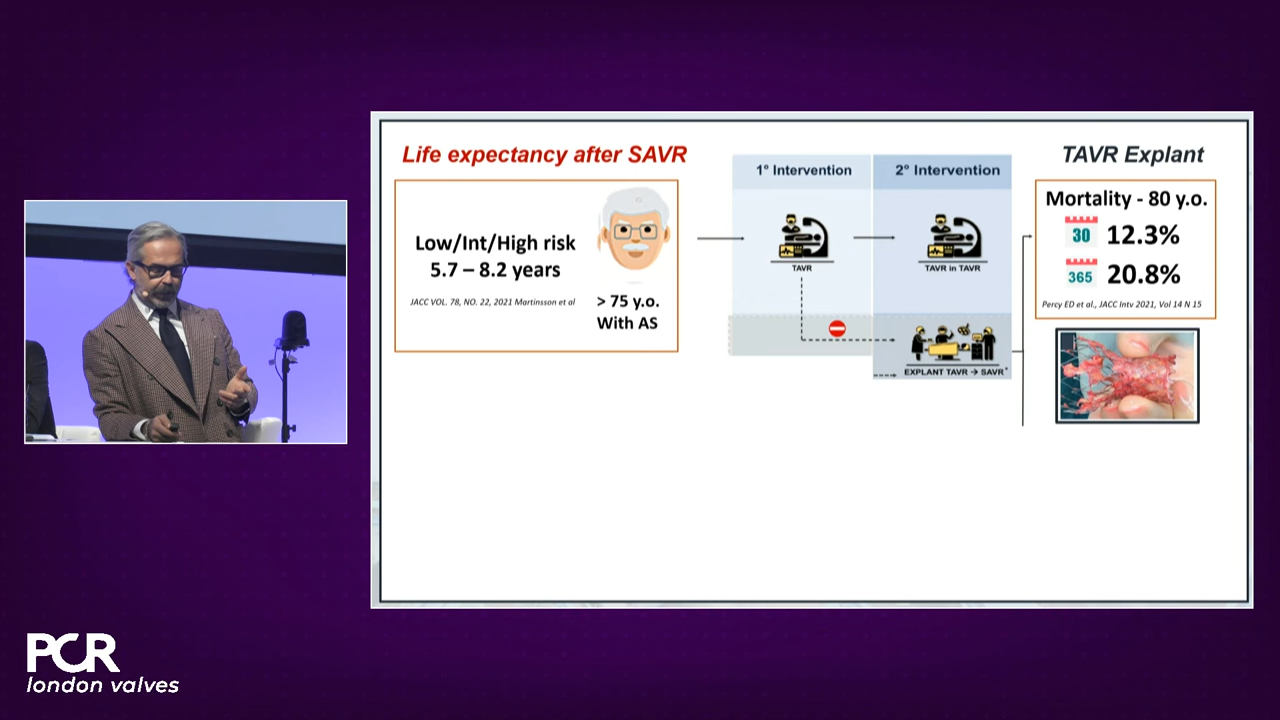 Life expectancy after SAVR
Low/Int/High risk
5.7 – 8.2 years
JACC VOL. 78, NO. 22, 2021 Martinsson et al
> 75 y.o.
With AS
1° Intervention
2° Intervention
TAVR
TAVR in TAVR
EXPLANT TAVR → SAVR*
TAVR Explant
Mortality - 80 y.o.
30 12.3%
365 20.8%
Percy ED et al., JACC Intv 2021, Vol 14 N 15
PCR
london valves